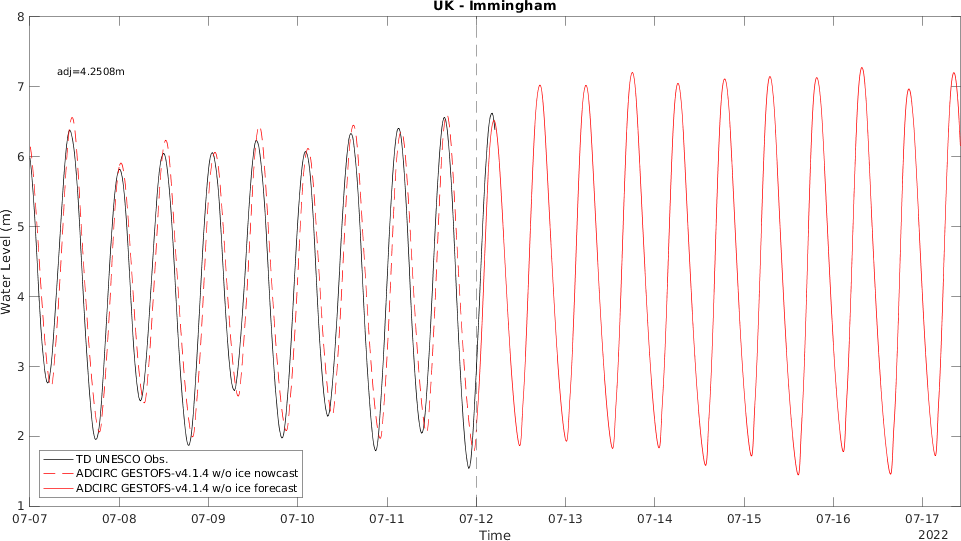 UK - Immingham
8
7
6
5
4
3
2
1
Water Level (m)
adj=4.2508m
TD UNESCO Obs.
ADCIRC GESTOFS-v4.1.4 w/o ice nowcast
ADCIRC GESTOFS-v4.1.4 w/o ice forecast
07-07 07-08 07-09 07-10 07-11 07-12 07-13 07-14 07-15 07-16 07-17
Time
2022